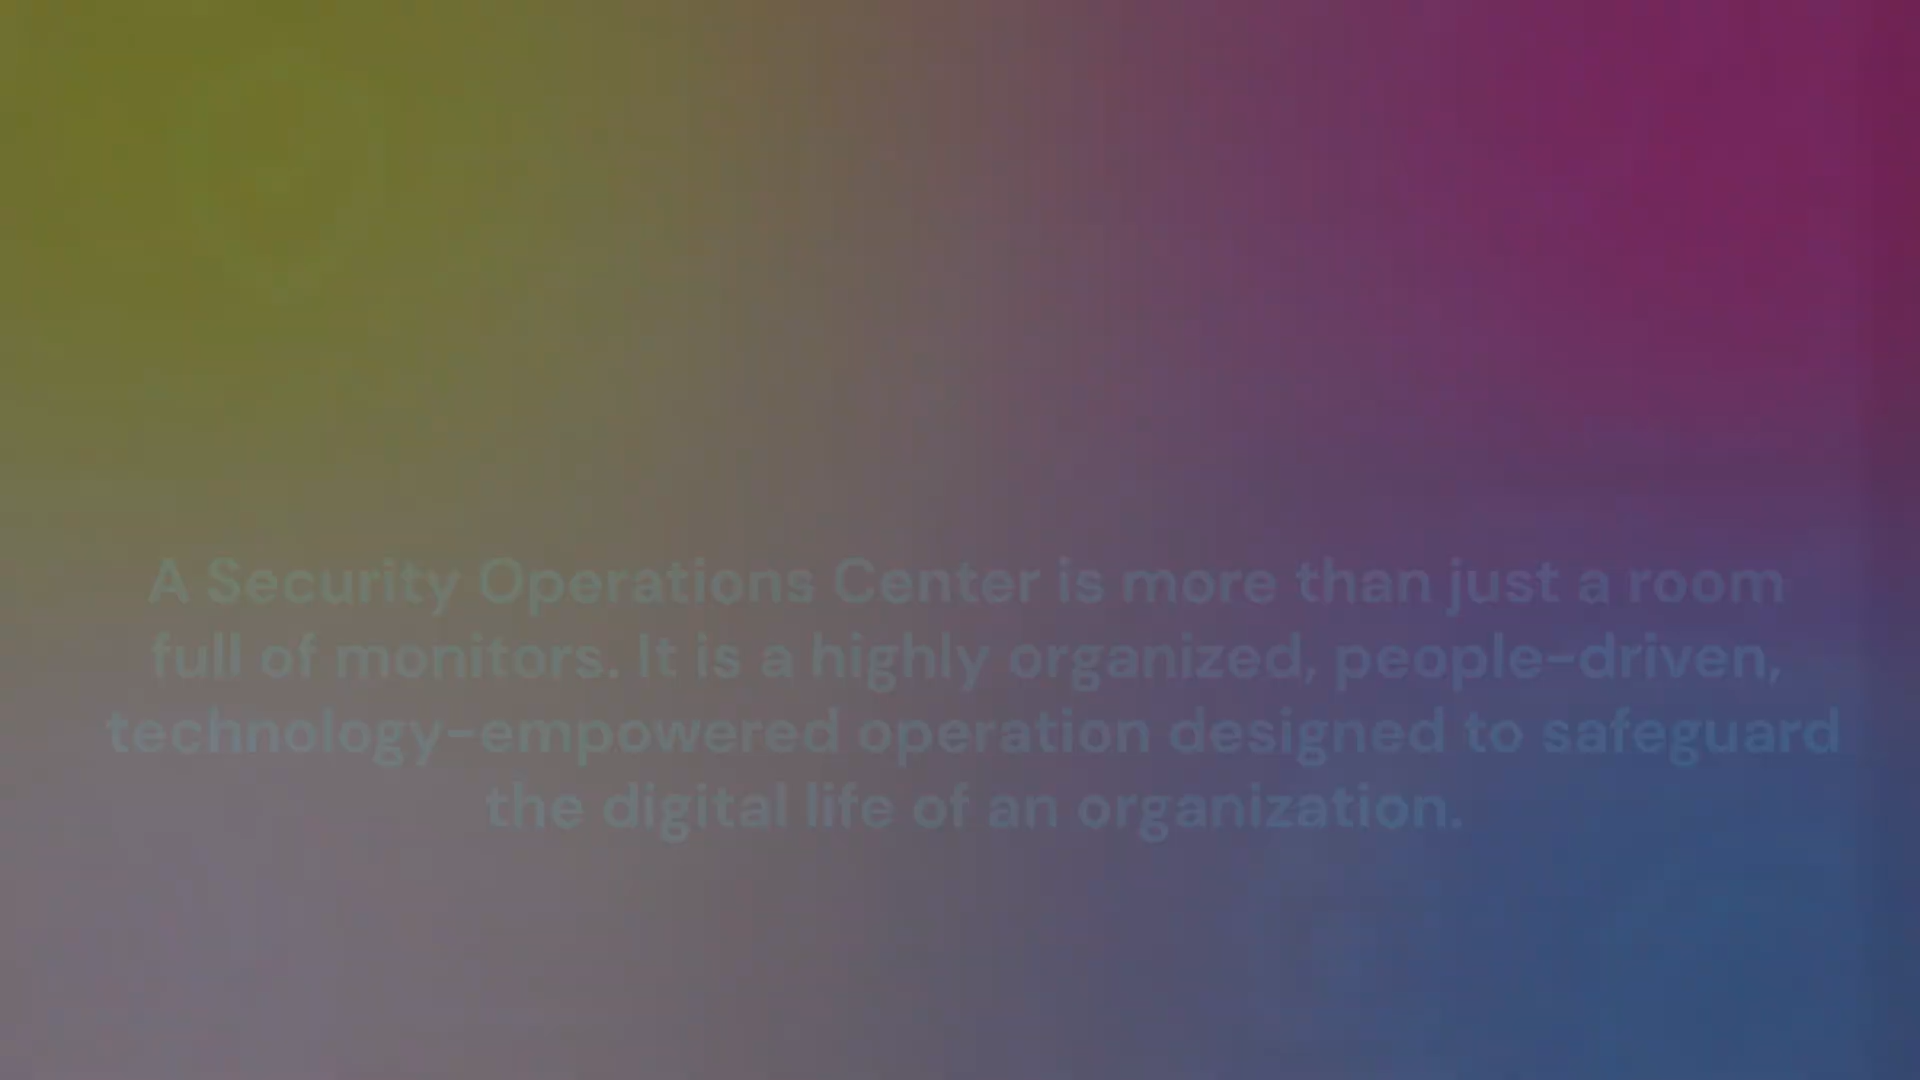 A Security Operations Center is more than just a room
full of monitors. It is a highly organized, people-driven,
technology-empowered operation designed to safeguard
the digital life of an organization.